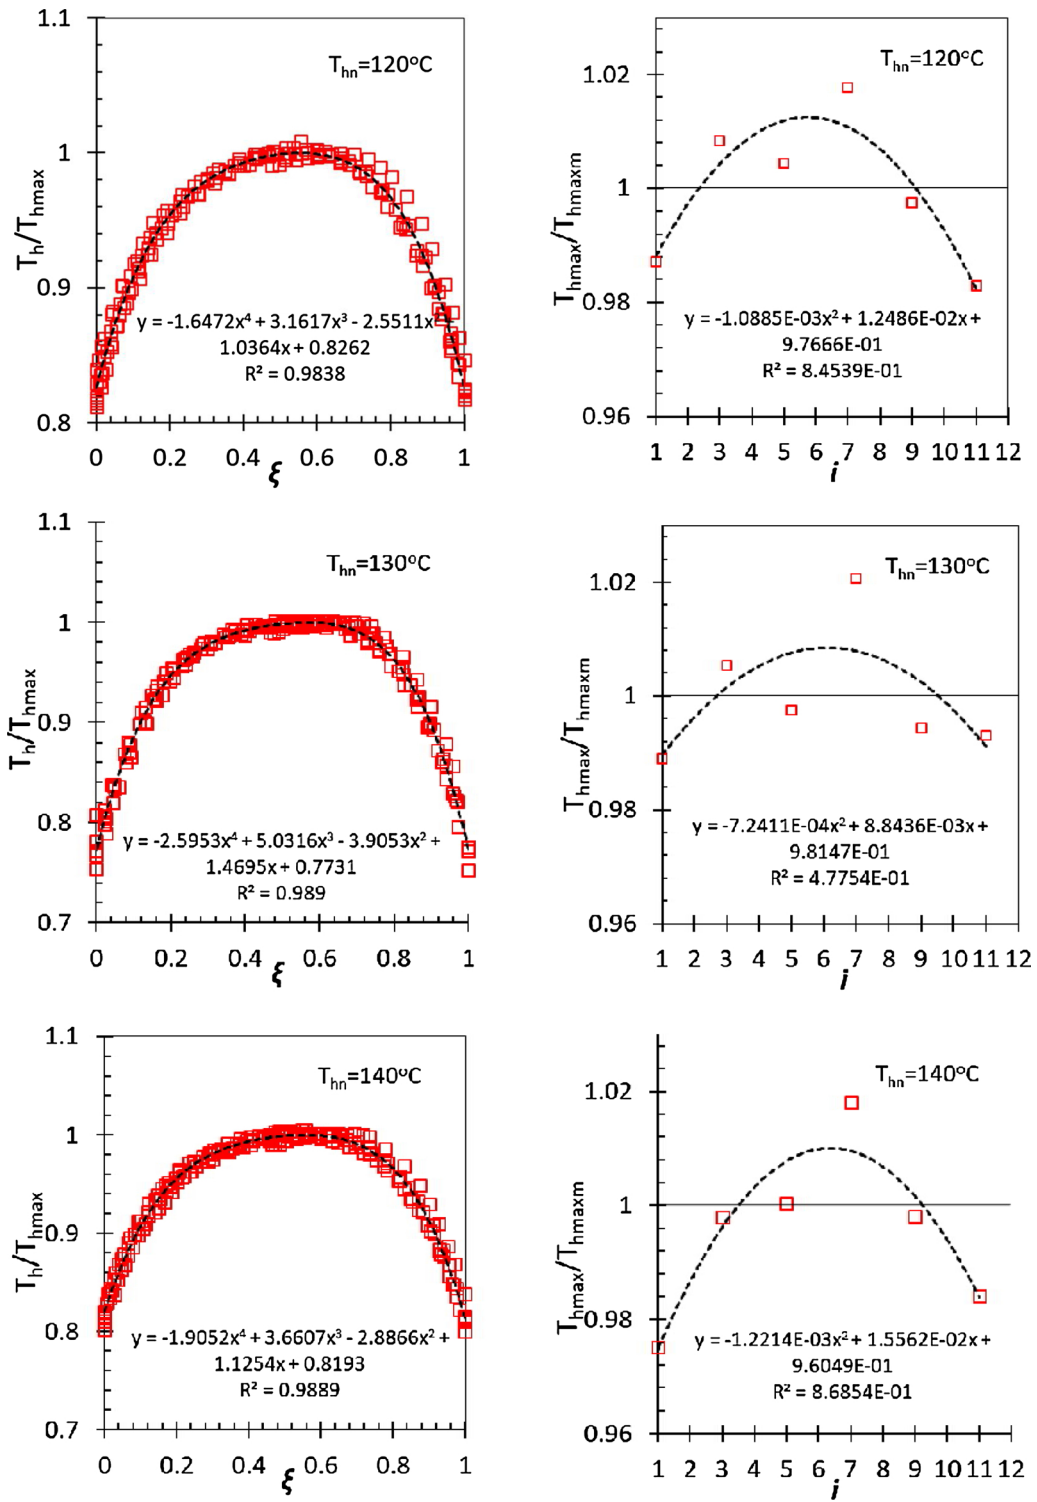 1.1
1
0.9
0.8
T_h/T_hmax
T_hn=120°C
y = -1.6472x⁴ + 3.1617x³ - 2.5511x
1.0364x + 0.8262
R² = 0.9838
0 0.2 0.4 0.6 0.8 1
ξ
1.02
1
0.98
0.96
T_hmax/T_hmaxm
T_hn=120°C
y = -1.0885E-03x² + 1.2486E-02x +
9.7666E-01
R² = 8.4539E-01
1 2 3 4 5 6 7 8 9 10 11 12
i
1.1
1
0.9
0.8
0.7
T_h/T_hmax
T_hn=130°C
y = -2.5953x⁴ + 5.0316x³ - 3.9053x² +
1.4695x + 0.7731
R² = 0.989
0 0.2 0.4 0.6 0.8 1
ξ
1.02
1
0.98
0.96
T_hmax/T_hmaxm
T_hn=130°C
y = -7.2411E-04x² + 8.8436E-03x +
9.8147E-01
R² = 4.7754E-01
1 2 3 4 5 6 7 8 9 10 11 12
i
1.1
1
0.9
0.8
0.7
T_h/T_hmax
T_hn=140°C
y = -1.9052x⁴ + 3.6607x³ - 2.8866x² +
1.1254x + 0.8193
R² = 0.9889
0 0.2 0.4 0.6 0.8 1
ξ
1.02
1
0.98
0.96
T_hmax/T_hmaxm
T_hn=140°C
y = -1.2214E-03x² + 1.5562E-02x +
9.6049E-01
R² = 8.6854E-01
1 2 3 4 5 6 7 8 9 10 11 12
i